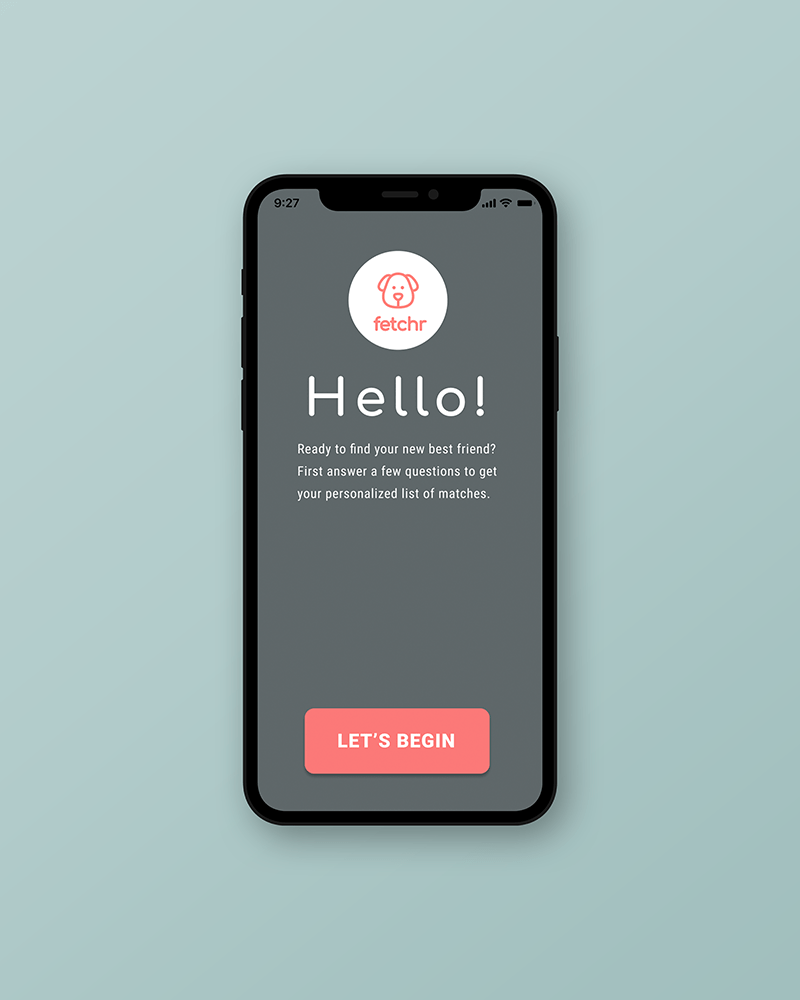 9:27
fetchr
Hello!
Ready to find your new best friend?
First answer a few questions to get
your personalized list of matches.
LET’S BEGIN